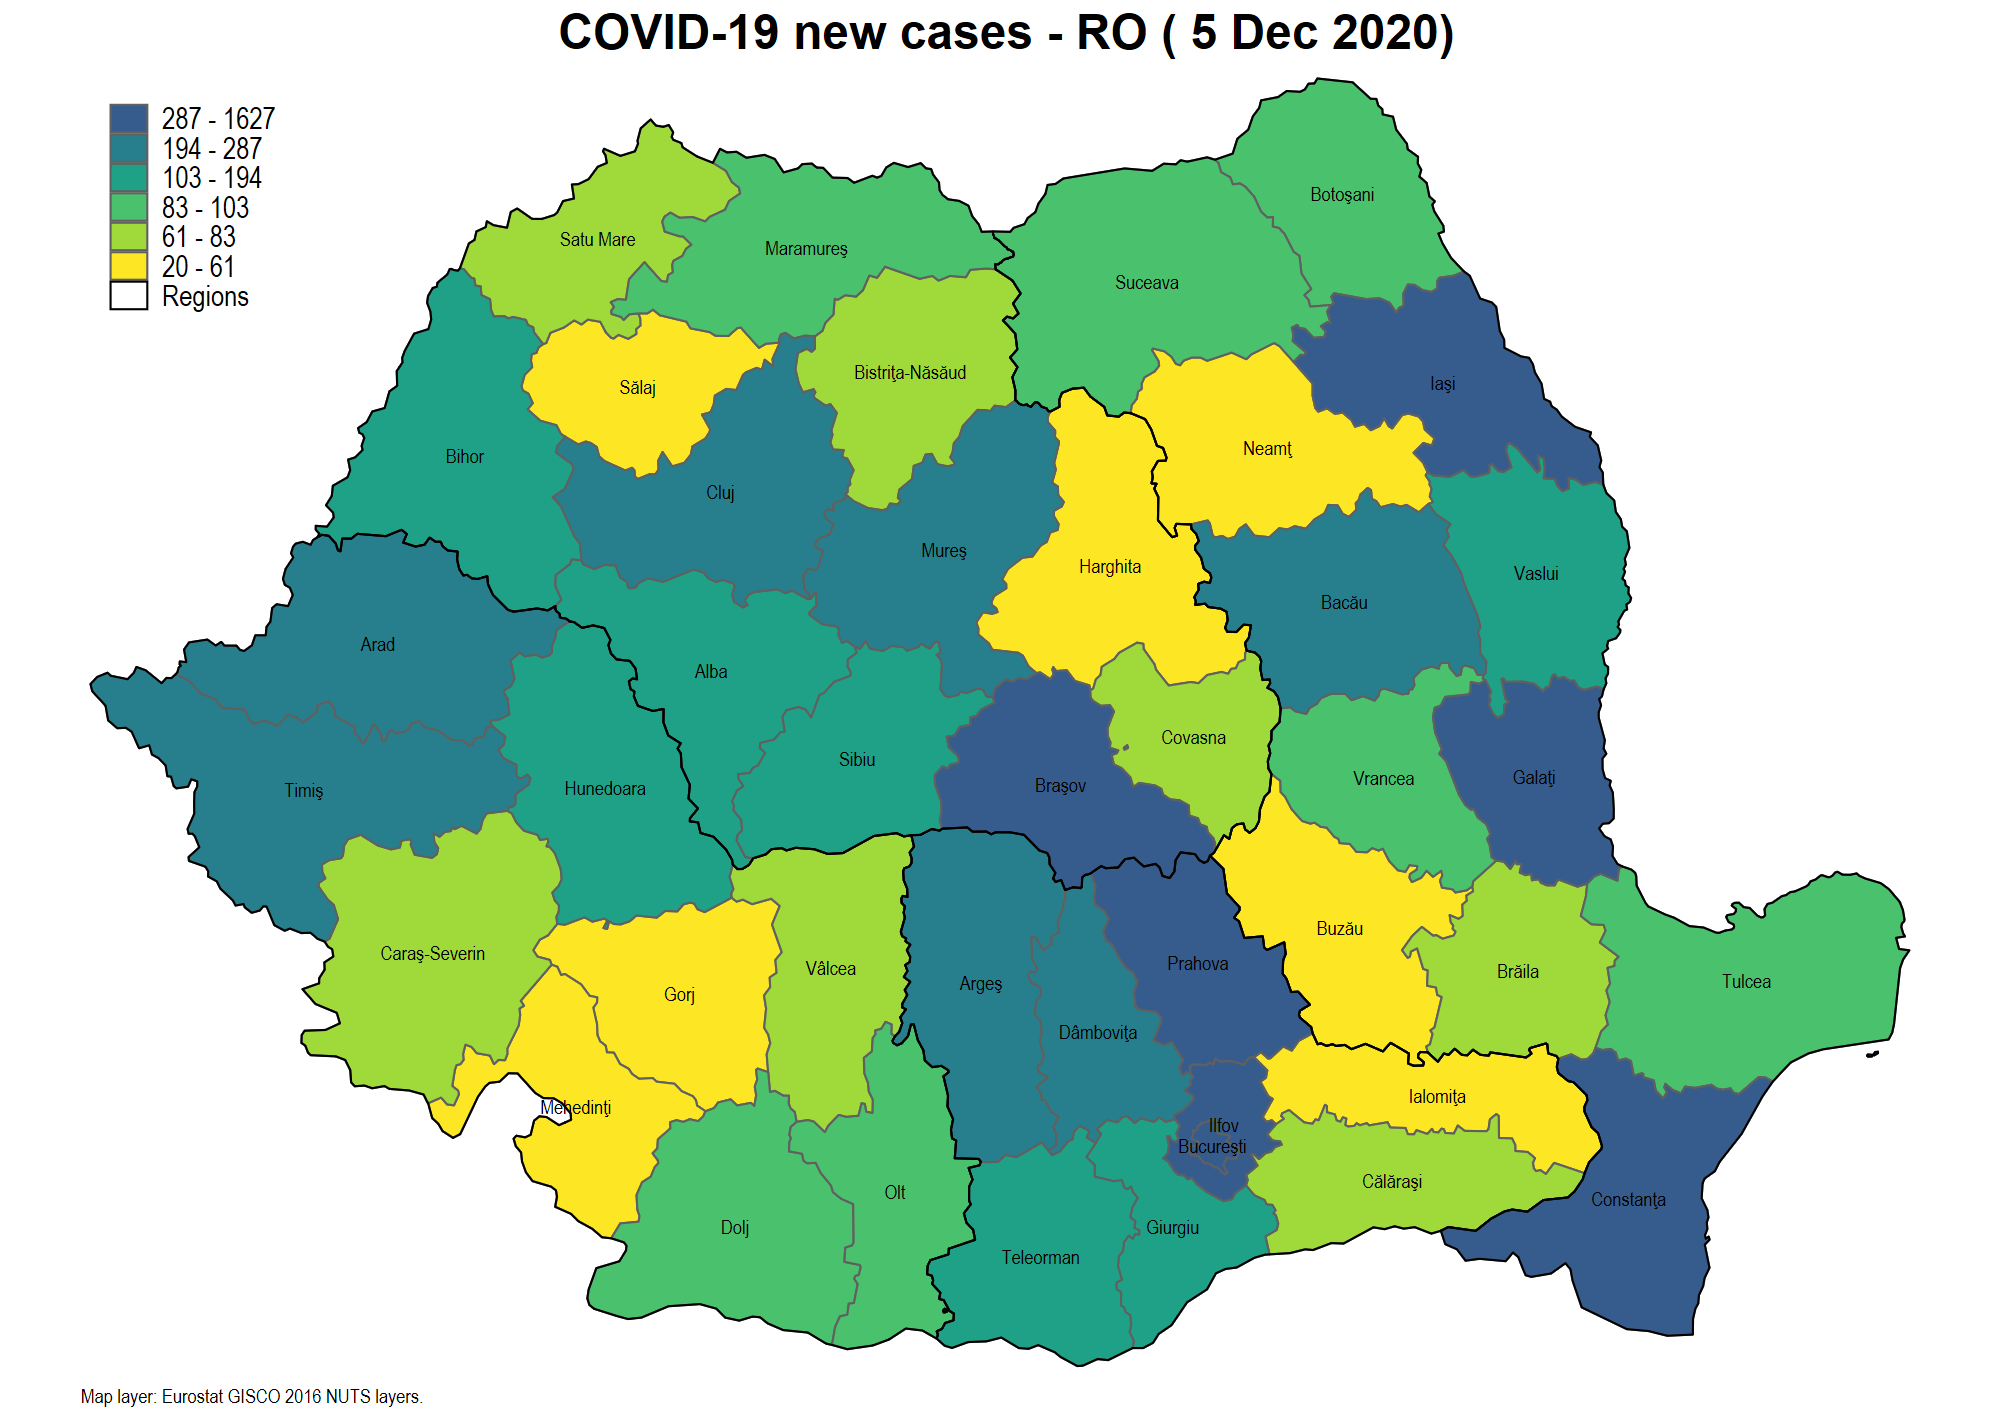 COVID-19 new cases - RO ( 5 Dec 2020)
287 - 1627
194 - 287
103 - 194
83 - 103
61 - 83
20 - 61
Regions
Botoşani
Satu Mare
Maramureş
Suceava
Bistriţa-Năsăud
Iaşi
Sălaj
Neamţ
Bihor
Cluj
Mureş
Harghita
Vaslui
Bacău
Arad
Alba
Covasna
Sibiu
Vrancea
Galaţi
Braşov
Hunedoara
Timiş
Buzău
Caraş-Severin
Prahova
Vâlcea
Brăila
Tulcea
Argeş
Gorj
Dâmboviţa
Ialomiţa
Mehedinţi
Ilfov
Bucureşti
Călăraşi
Olt
Constanţa
Dolj
Giurgiu
Teleorman
Map layer: Eurostat GISCO 2016 NUTS layers.